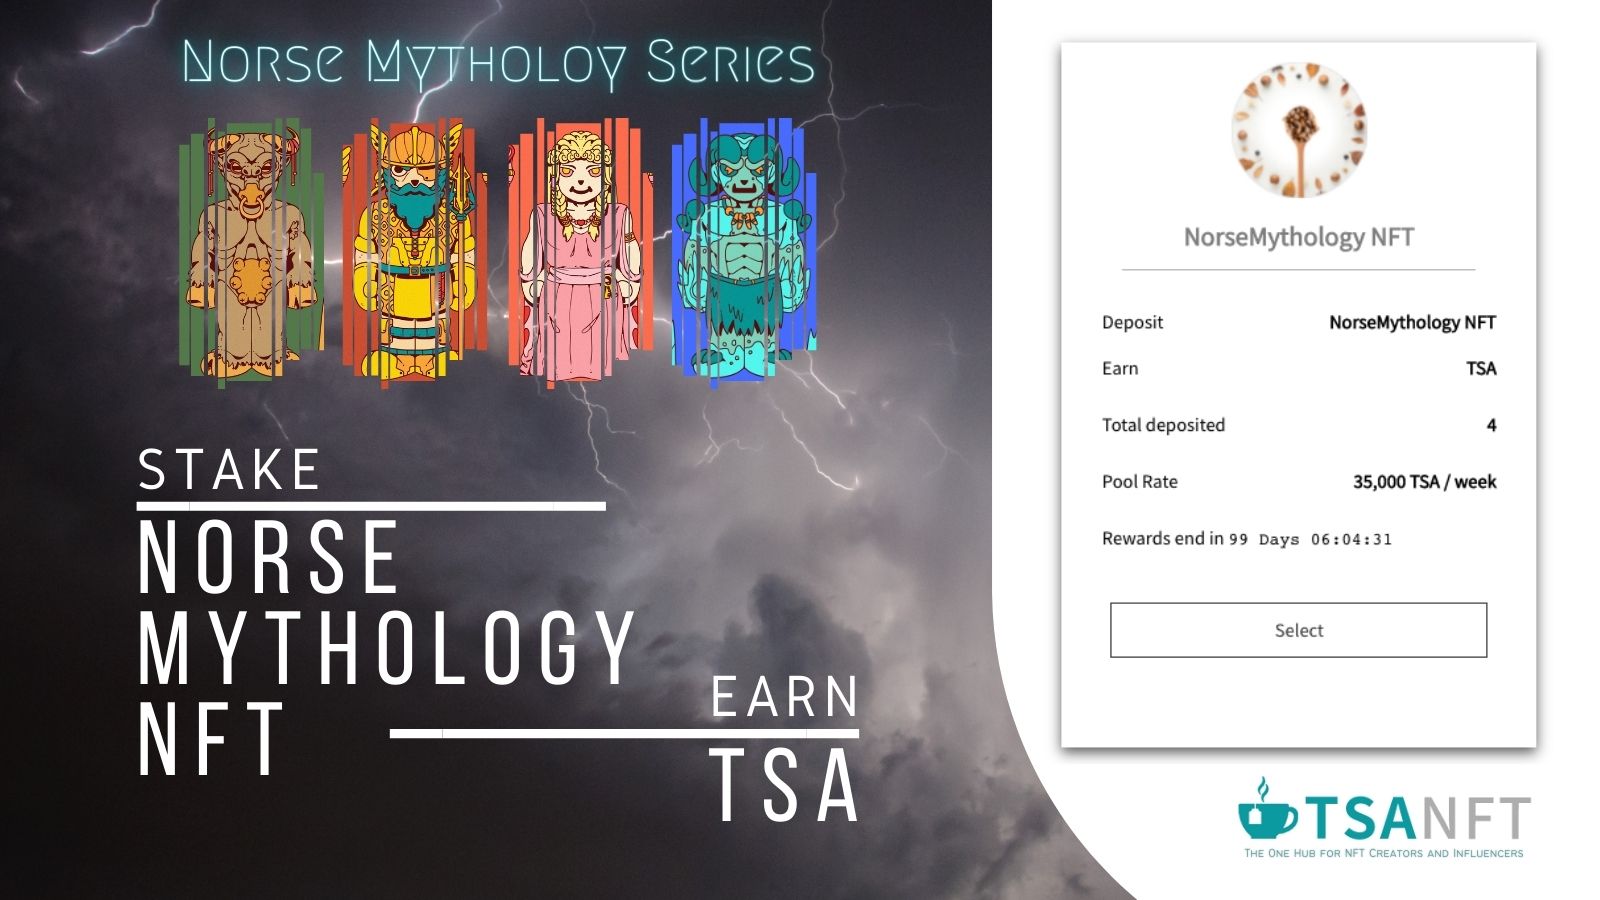 Norse Mytholoy Series
STAKE
NORSE
MYTHOLOGY
NFT
EARN
TSA
NorseMythology NFT
Deposit NorseMythology NFT
Earn TSA
Total deposited 4
Pool Rate 35,000 TSA / week
Rewards end in 99 Days 06:04:31
Select
TSANFT
The One Hub for NFT Creators and Influencers